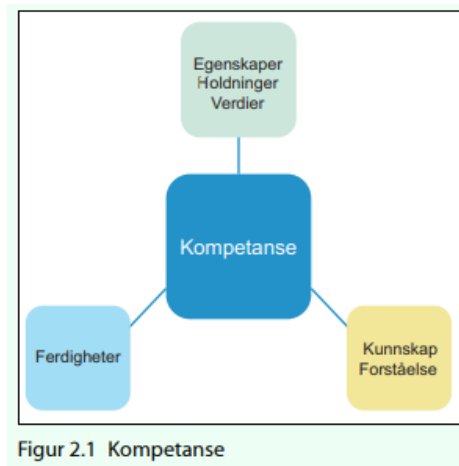 Egenskaper
Holdninger
Verdier
Kompetanse
Ferdigheter
Kunnskap
Forståelse
Figur 2.1 Kompetanse